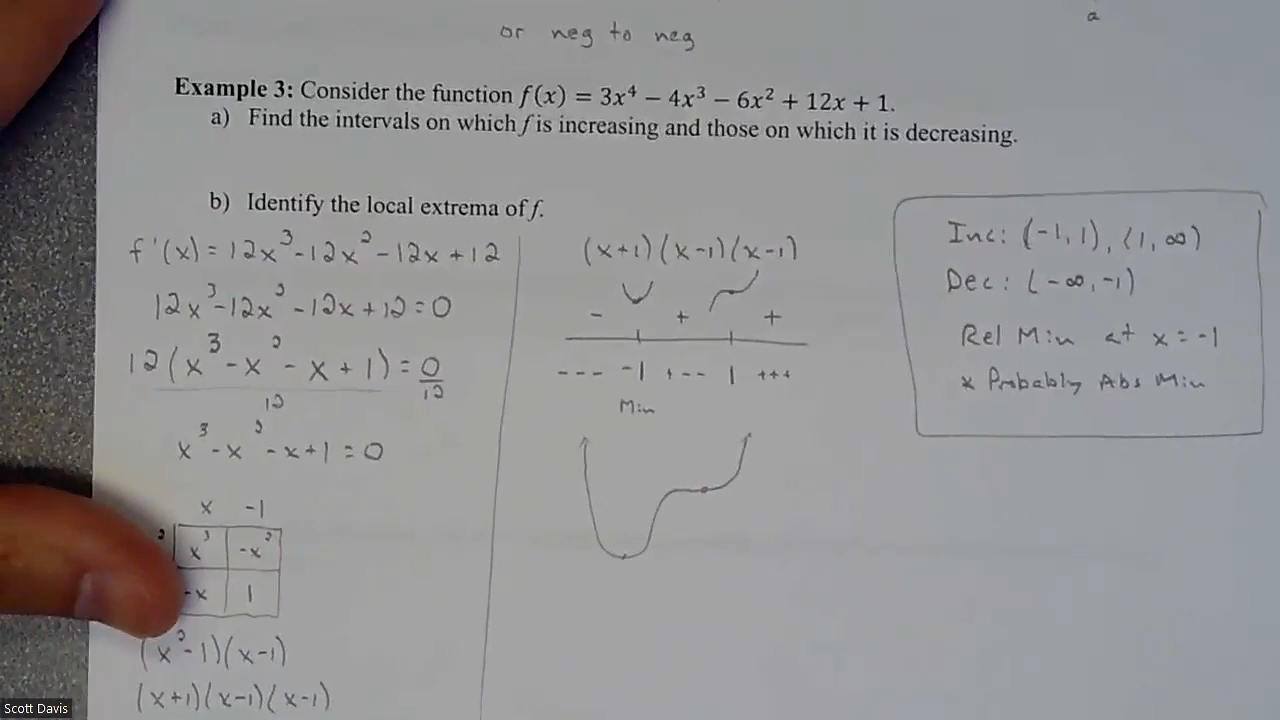 a
or neg to neg
Example 3: Consider the function f(x) = 3x⁴ − 4x³ − 6x² + 12x + 1.
a) Find the intervals on which f is increasing and those on which it is decreasing.
b) Identify the local extrema of f.
f'(x) = 12x³ - 12x² - 12x + 12
12x³ - 12x² - 12x + 12 = 0
12(x³ - x² - x + 1) = 0
12 12
x³ - x² - x + 1 = 0
x -1
² x³ -x²
-x 1
(x² - 1)(x - 1)
(x+1)(x-1)(x-1)
(x+1)(x-1)(x-1)
- + +
--- -1 +-- 1 +++
Min
Inc: (-1, 1), (1, ∞)
Dec: (-∞, -1)
Rel Min at x = -1
* Probably Abs Min
Scott Davis